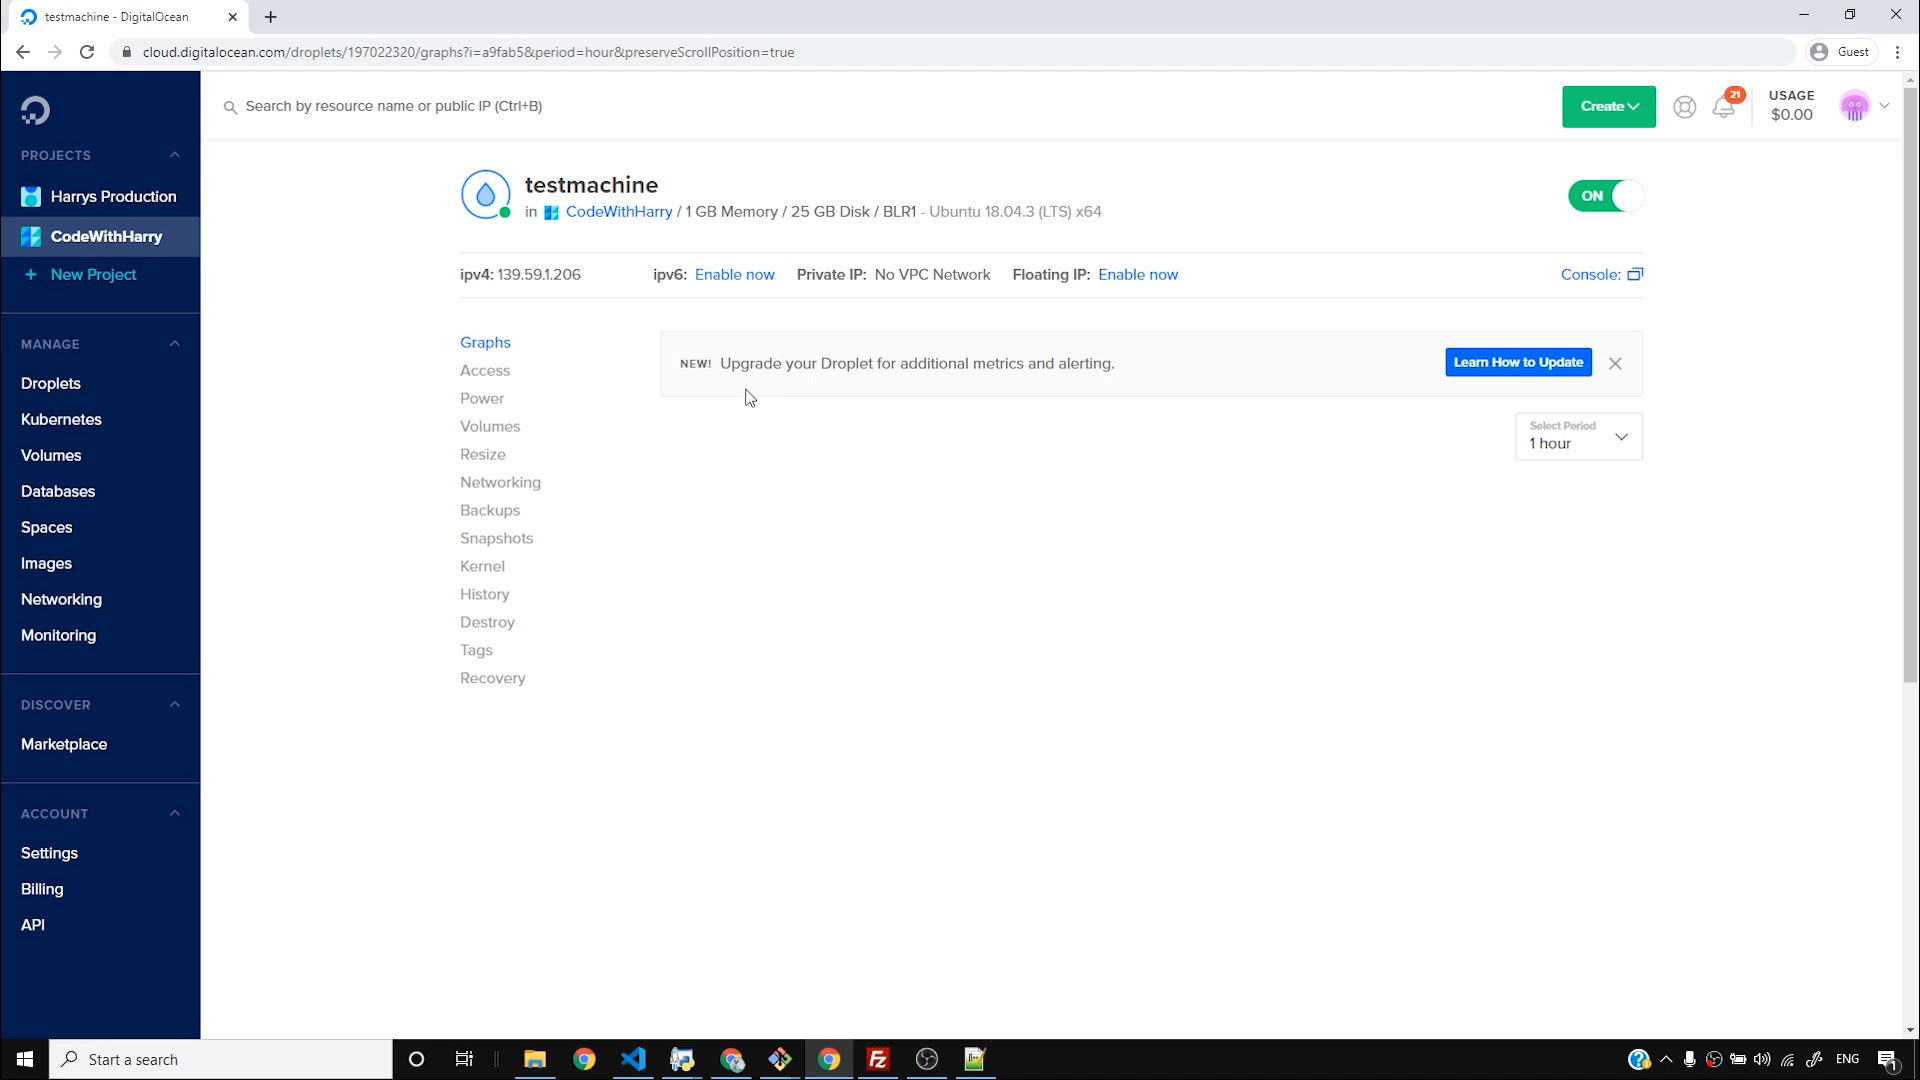 testmachine - DigitalOcean
cloud.digitalocean.com/droplets/197022320/graphs?i=a9fab5&period=hour&preserveScrollPosition=true
Guest
Search by resource name or public IP (Ctrl+B)
Create
21
USAGE
$0.00
PROJECTS
Harrys Production
CodeWithHarry
+ New Project
MANAGE
Droplets
Kubernetes
Volumes
Databases
Spaces
Images
Networking
Monitoring
DISCOVER
Marketplace
ACCOUNT
Settings
Billing
API
testmachine
in CodeWithHarry / 1 GB Memory / 25 GB Disk / BLR1 - Ubuntu 18.04.3 (LTS) x64
ON
ipv4: 139.59.1.206 ipv6: Enable now Private IP: No VPC Network Floating IP: Enable now Console:
Graphs
Access
Power
Volumes
Resize
Networking
Backups
Snapshots
Kernel
History
Destroy
Tags
Recovery
NEW! Upgrade your Droplet for additional metrics and alerting.
Learn How to Update
Select Period
1 hour
Start a search
ENG
1